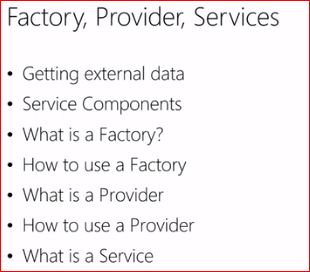 Factory, Provider, Services
• Getting external data
• Service Components
• What is a Factory?
• How to use a Factory
• What is a Provider
• How to use a Provider
• What is a Service